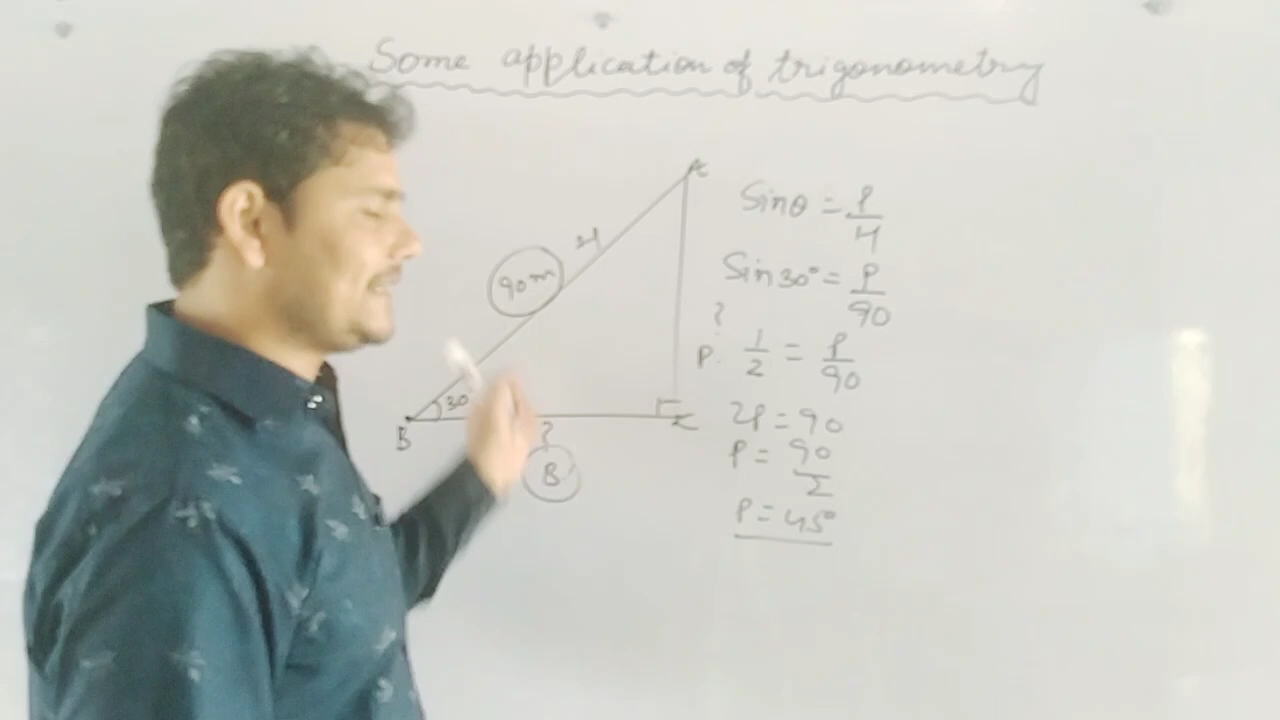 Some application of trigonometry
A
Sinθ = P/H
H
90m
Sin30° = P/90
?
P. 1/2 = P/90
30°
2P = 90
B
C
?
P = 90/2
B
P = 45°